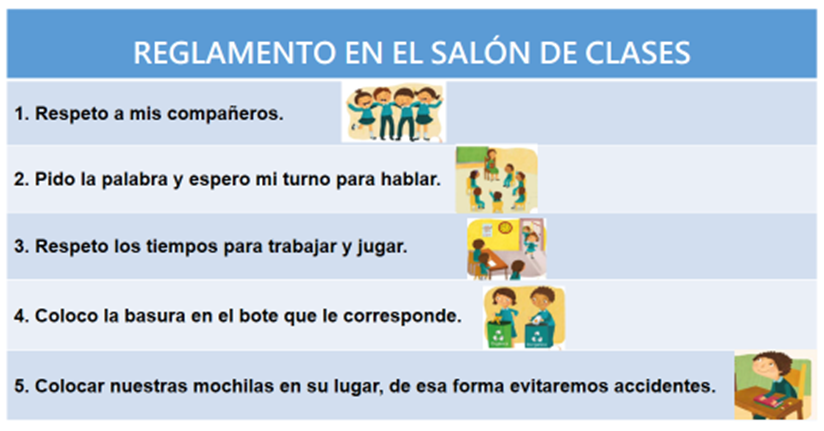 REGLAMENTO EN EL SALÓN DE CLASES
1. Respeto a mis compañeros.
2. Pido la palabra y espero mi turno para hablar.
3. Respeto los tiempos para trabajar y jugar.
4. Coloco la basura en el bote que le corresponde.
5. Colocar nuestras mochilas en su lugar, de esa forma evitaremos accidentes.